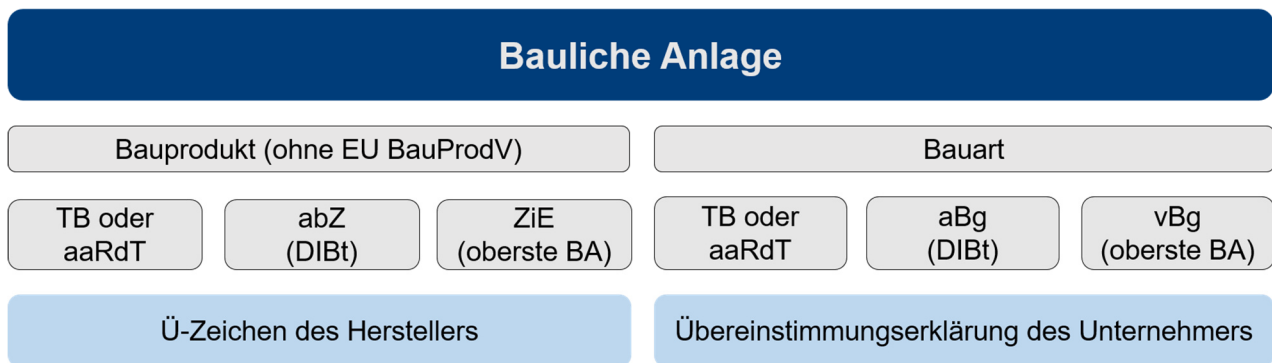 Bauliche Anlage
Bauprodukt (ohne EU BauProdV)
Bauart
TB oder
aaRdT
abZ
(DIBt)
ZiE
(oberste BA)
TB oder
aaRdT
aBg
(DIBt)
vBg
(oberste BA)
Ü-Zeichen des Herstellers
Übereinstimmungserklärung des Unternehmers